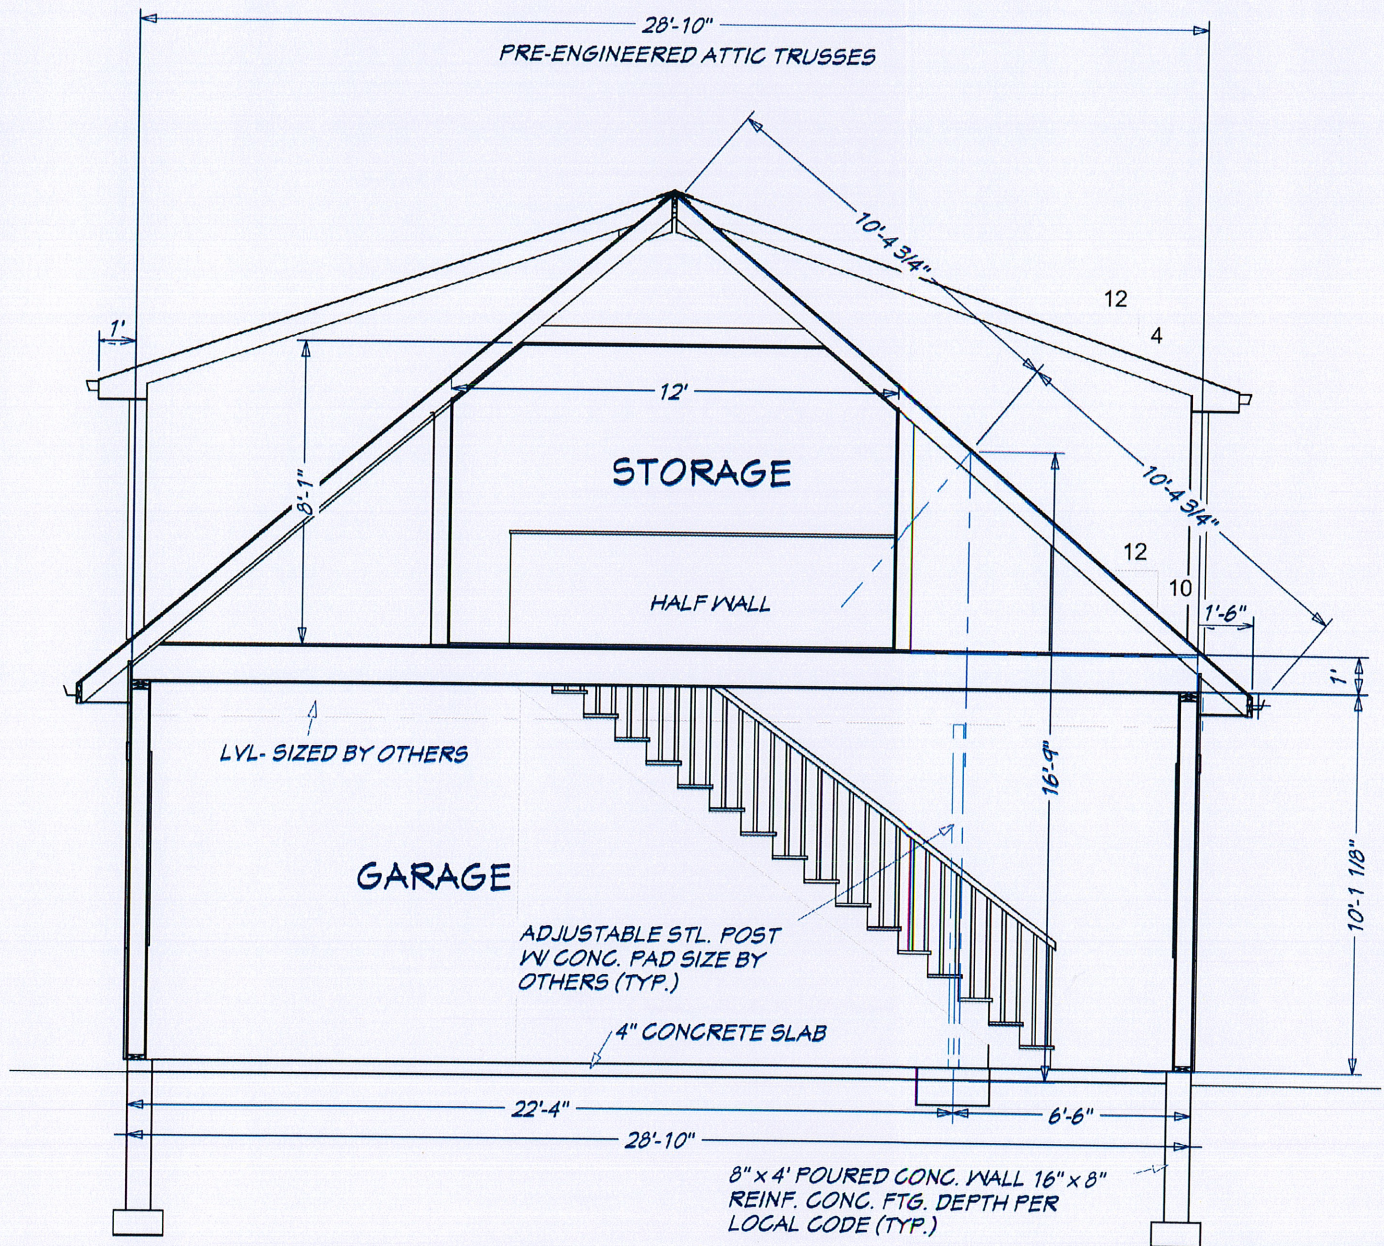 28'-10"
PRE-ENGINEERED ATTIC TRUSSES
10'-4 3/4"
12
4
1'
12'
8'-1"
STORAGE
10'-4 3/4"
12
10
HALF WALL
1'-6"
1'
LVL- SIZED BY OTHERS
16'-9"
GARAGE
10'-1 1/8"
ADJUSTABLE STL. POST
W/ CONC. PAD SIZE BY
OTHERS (TYP.)
4" CONCRETE SLAB
22'-4"
6'-6"
28'-10"
8" x 4' POURED CONC. WALL 16" x 8"
REINF. CONC. FTG. DEPTH PER
LOCAL CODE (TYP.)